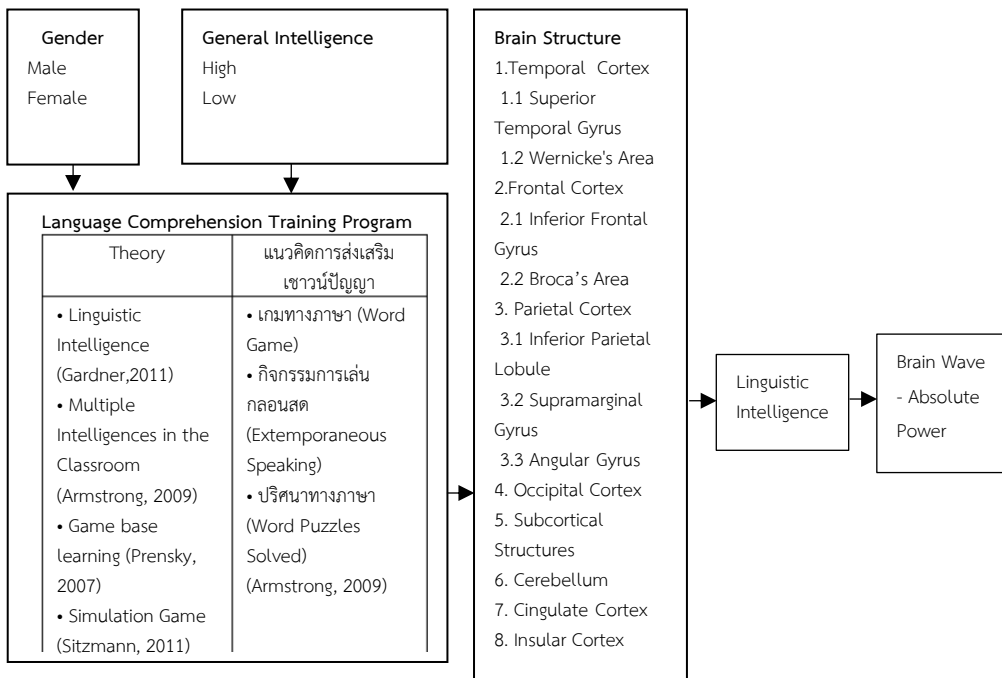 Gender
Male
Female
General Intelligence
High
Low
Language Comprehension Training Program
Theory
• Linguistic
Intelligence
(Gardner,2011)
• Multiple
Intelligences in the
Classroom
(Armstrong, 2009)
• Game base
learning (Prensky,
2007)
• Simulation Game
(Sitzmann, 2011)
แนวคิดการส่งเสริม
เชาวน์ปัญญา
• เกมทางภาษา (Word
Game)
• กิจกรรมการเล่น
กลอนสด
(Extemporaneous
Speaking)
• ปริศนาทางภาษา
(Word Puzzles
Solved)
(Armstrong, 2009)
Brain Structure
1.Temporal Cortex
1.1 Superior
Temporal Gyrus
1.2 Wernicke's Area
2.Frontal Cortex
2.1 Inferior Frontal
Gyrus
2.2 Broca’s Area
3. Parietal Cortex
3.1 Inferior Parietal
Lobule
3.2 Supramarginal
Gyrus
3.3 Angular Gyrus
4. Occipital Cortex
5. Subcortical
Structures
6. Cerebellum
7. Cingulate Cortex
8. Insular Cortex
Linguistic
Intelligence
Brain Wave
- Absolute
Power